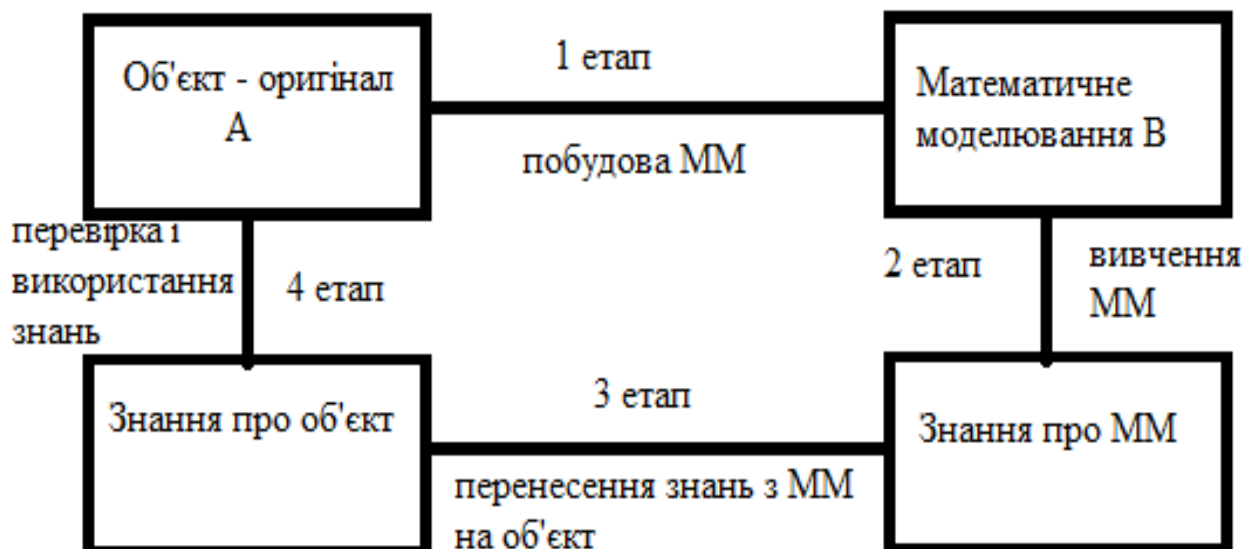 Об'єкт - оригінал
А
1 етап
побудова ММ
Математичне
моделювання В
перевірка і
використання
знань
4 етап
2 етап
вивчення
ММ
Знання про об'єкт
3 етап
перенесення знань з ММ
на об'єкт
Знання про ММ